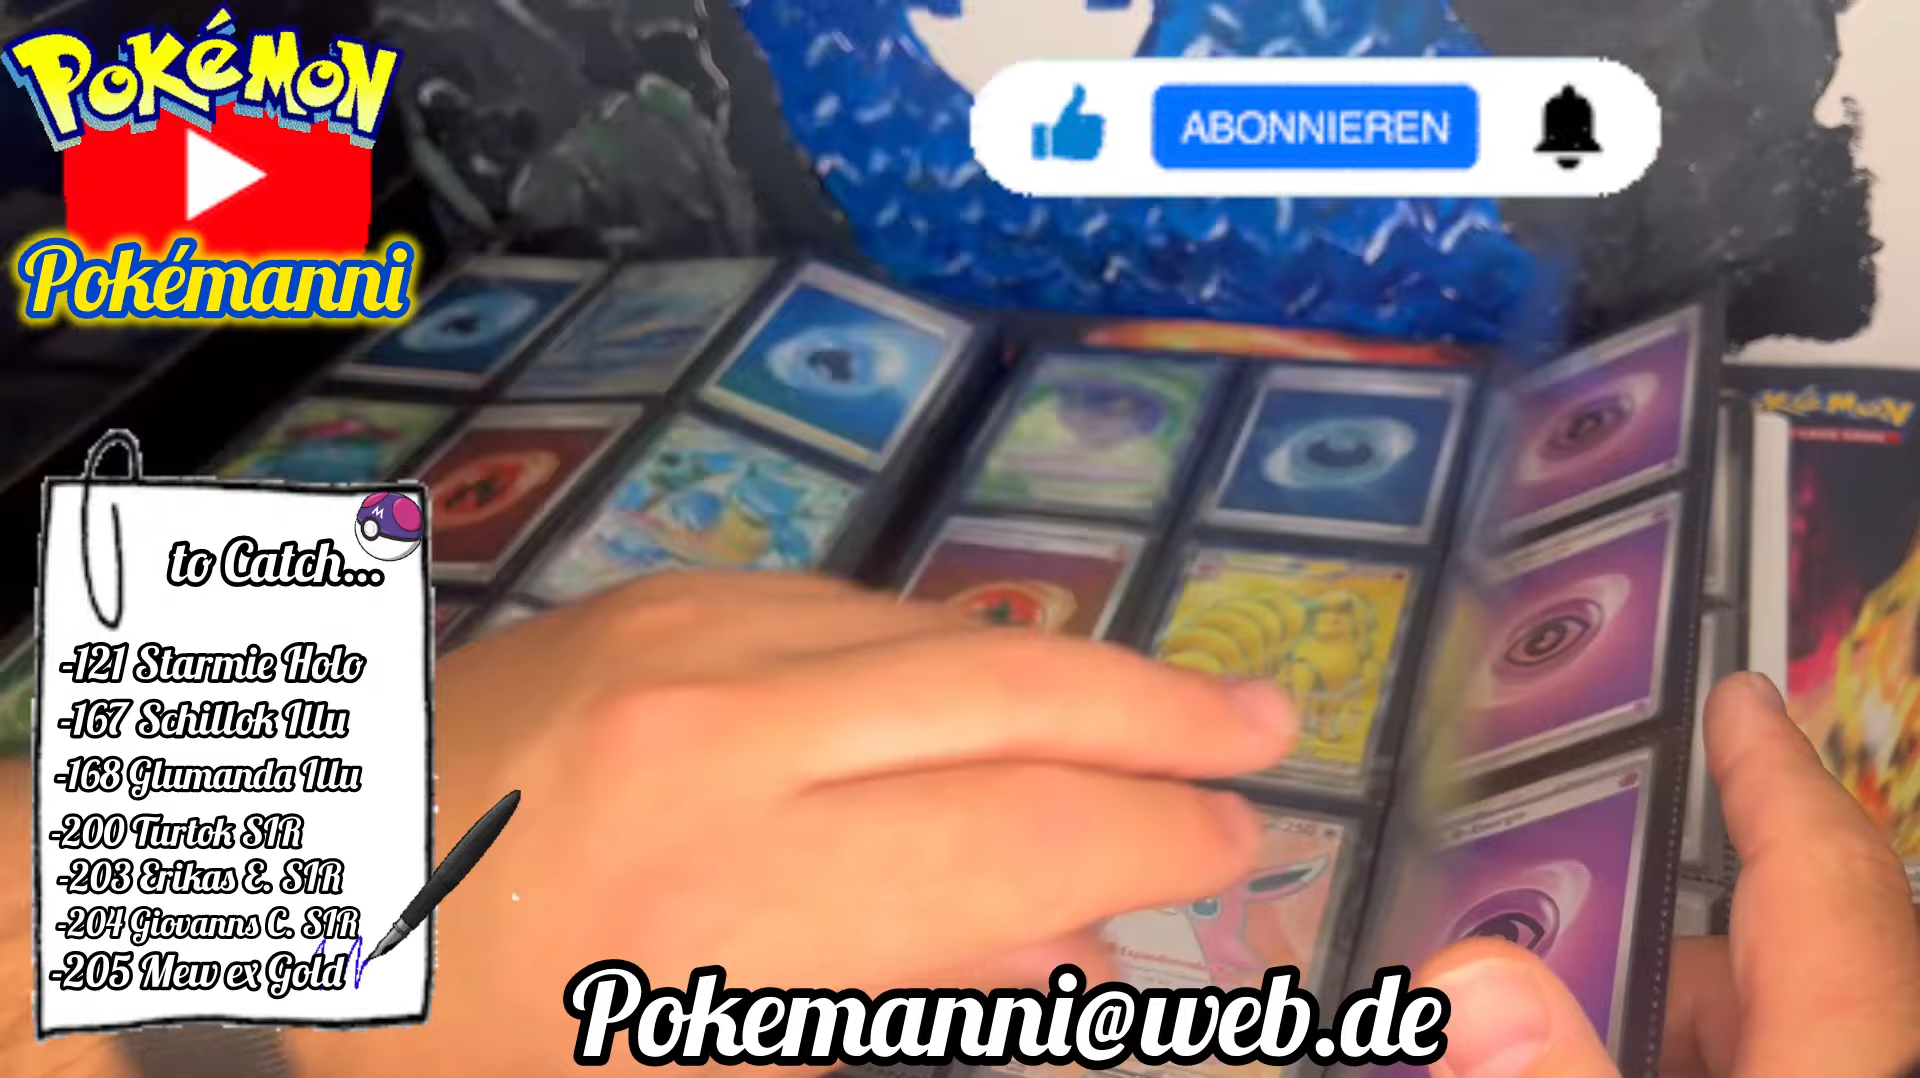 POKéMON
Pokémanni
ABONNIEREN
POKéMON
M
to Catch...
-121 Starmie Holo
-167 Schillok Illu
-168 Glumanda Illu
-200 Turtok SIR
-203 Erikas E. SIR
-204 Giovanns C. SIR
-205 Mew ex Gold
Pokemanni@web.de